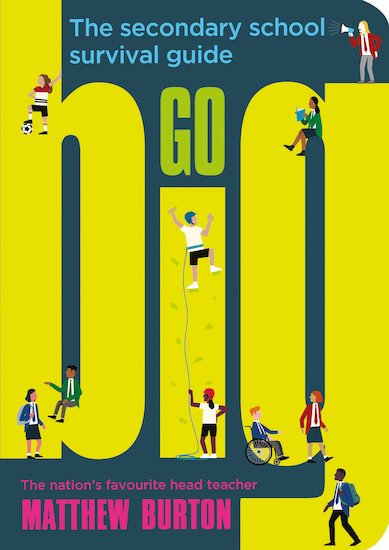 The secondary school
survival guide
GO
big
The nation's favourite head teacher
MATTHEW BURTON